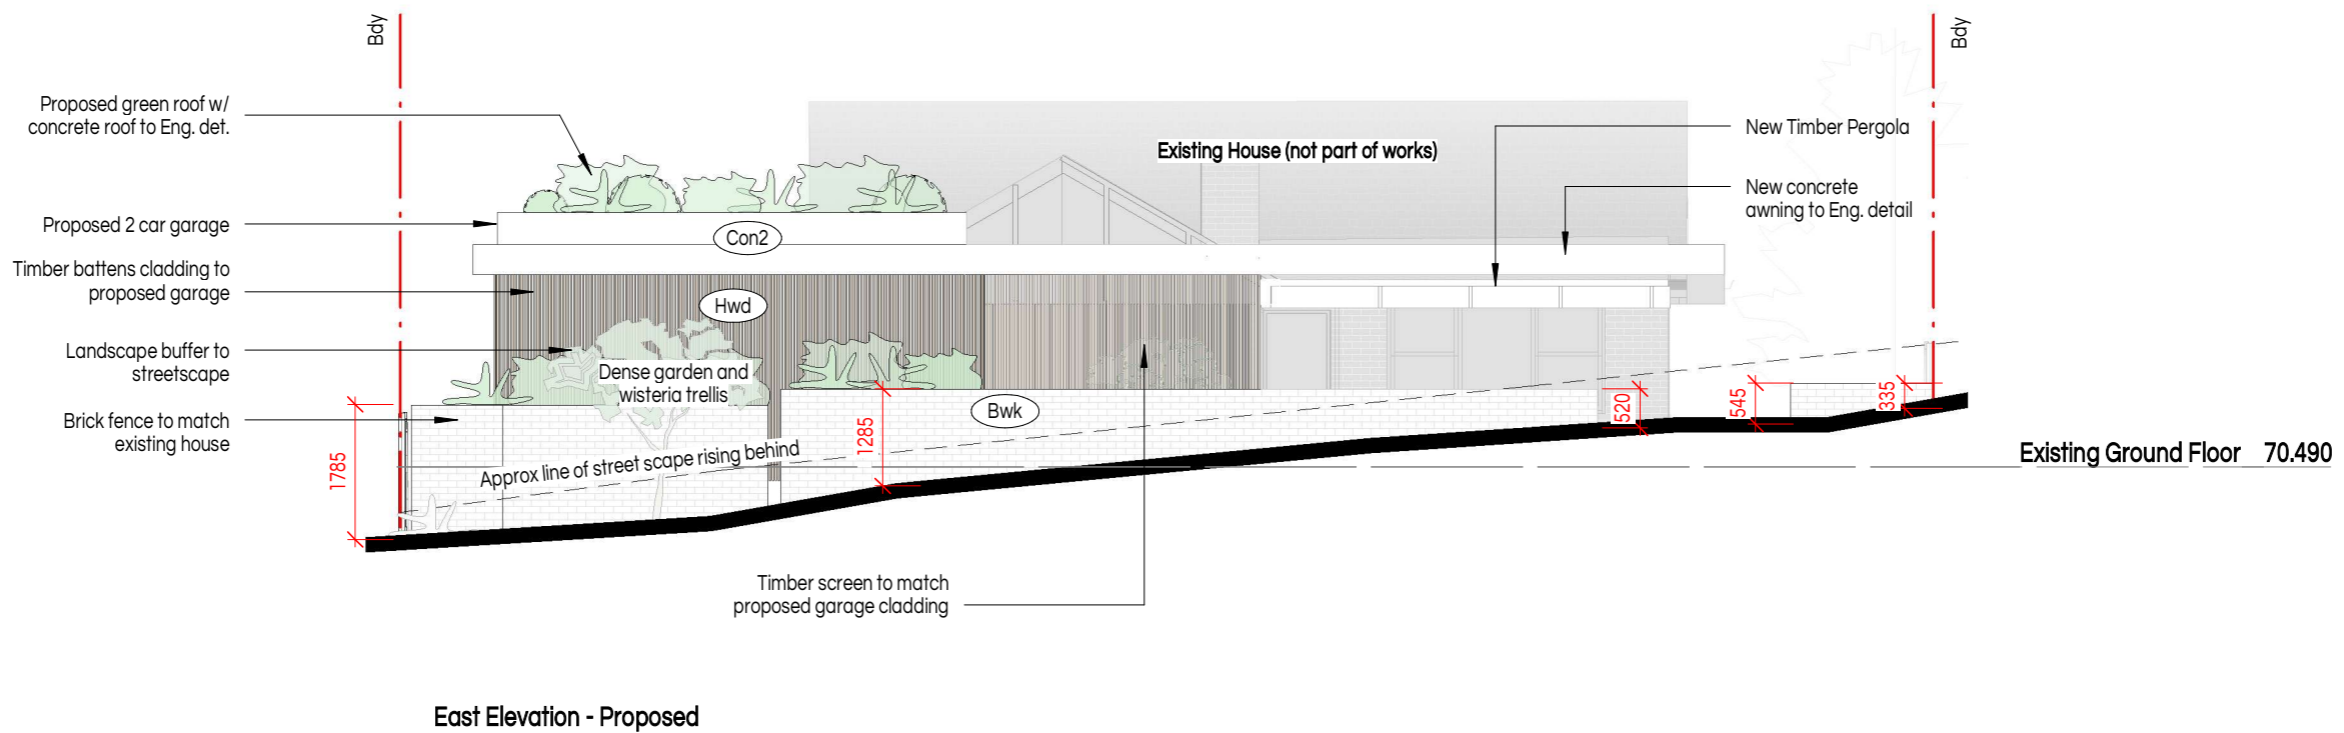 Bdy
Bdy
Proposed green roof w/
concrete roof to Eng. det.
Existing House (not part of works)
New Timber Pergola
New concrete
awning to Eng. detail
Proposed 2 car garage
Con2
Timber battens cladding to
proposed garage
Hwd
Landscape buffer to
streetscape
Dense garden and
wisteria trellis
Brick fence to match
existing house
Bwk
1785
1285
520
545
335
Approx line of street scape rising behind
Existing Ground Floor 70.490
Timber screen to match
proposed garage cladding
East Elevation - Proposed